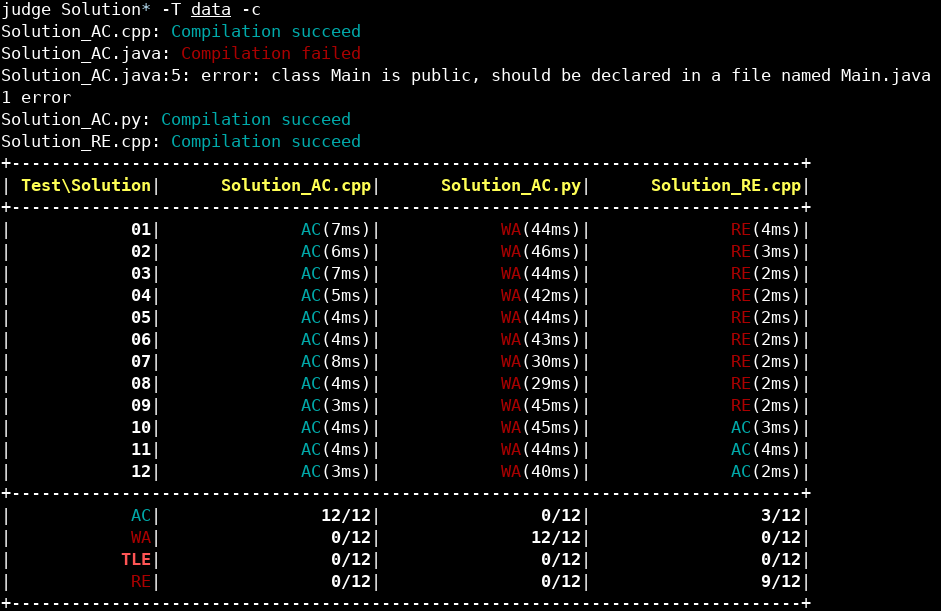 judge Solution* -T data -c
Solution_AC.cpp: Compilation succeed
Solution_AC.java: Compilation failed
Solution_AC.java:5: error: class Main is public, should be declared in a file named Main.java
1 error
Solution_AC.py: Compilation succeed
Solution_RE.cpp: Compilation succeed
+-------------------------------------------------------------------------------+
| Test\Solution|      Solution_AC.cpp|      Solution_AC.py|      Solution_RE.cpp|
+-------------------------------------------------------------------------------+
|            01|              AC(7ms)|            WA(44ms)|              RE(4ms)|
|            02|              AC(6ms)|            WA(46ms)|              RE(3ms)|
|            03|              AC(7ms)|            WA(44ms)|              RE(2ms)|
|            04|              AC(5ms)|            WA(42ms)|              RE(2ms)|
|            05|              AC(4ms)|            WA(44ms)|              RE(2ms)|
|            06|              AC(4ms)|            WA(43ms)|              RE(2ms)|
|            07|              AC(8ms)|            WA(30ms)|              RE(2ms)|
|            08|              AC(4ms)|            WA(29ms)|              RE(2ms)|
|            09|              AC(3ms)|            WA(45ms)|              RE(2ms)|
|            10|              AC(4ms)|            WA(45ms)|              AC(3ms)|
|            11|              AC(4ms)|            WA(44ms)|              AC(4ms)|
|            12|              AC(3ms)|            WA(40ms)|              AC(2ms)|
+-------------------------------------------------------------------------------+
|            AC|                12/12|                0/12|                 3/12|
|            WA|                 0/12|               12/12|                 0/12|
|           TLE|                 0/12|                0/12|                 0/12|
|            RE|                 0/12|                0/12|                 9/12|
+-------------------------------------------------------------------------------+